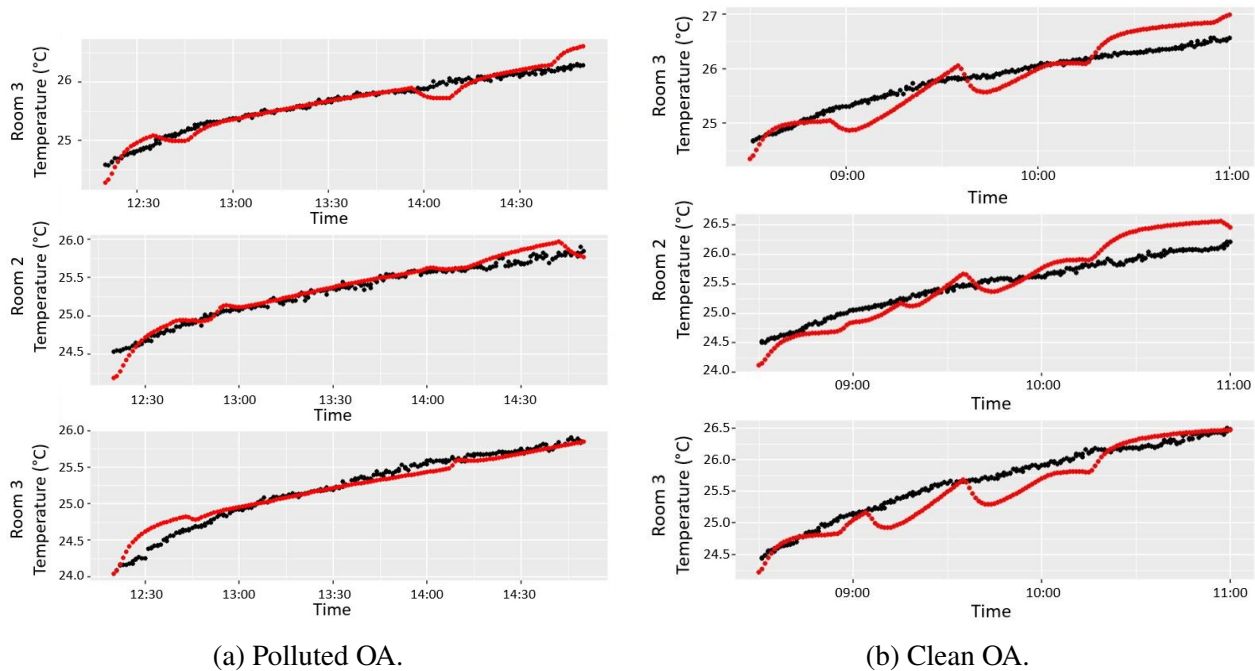 Room 3
Temperature (°C)
26
25
12:30
13:00
13:30
14:00
14:30
Time
Room 2
Temperature (°C)
26.0
25.5
25.0
24.5
12:30
13:00
13:30
14:00
14:30
Time
Room 3
Temperature (°C)
26.0
25.5
25.0
24.5
24.0
12:30
13:00
13:30
14:00
14:30
Time
(a) Polluted OA.
Room 3
Temperature (°C)
27
26
25
09:00
10:00
11:00
Time
Room 2
Temperature (°C)
26.5
26.0
25.5
25.0
24.5
24.0
09:00
10:00
11:00
Time
Room 3
Temperature (°C)
26.5
26.0
25.5
25.0
24.5
09:00
10:00
11:00
Time
(b) Clean OA.